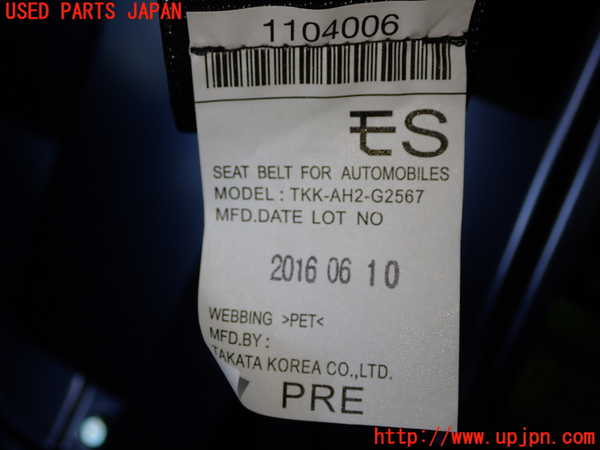 USED PARTS JAPAN
1104006
ES
SEAT BELT FOR AUTOMOBILES
MODEL : TKK-AH2-G2567
MFD.DATE LOT NO
2016 06 10
WEBBING >PET<
MFD.BY :
TAKATA KOREA CO.,LTD.
PRE
http://www.upjpn.com